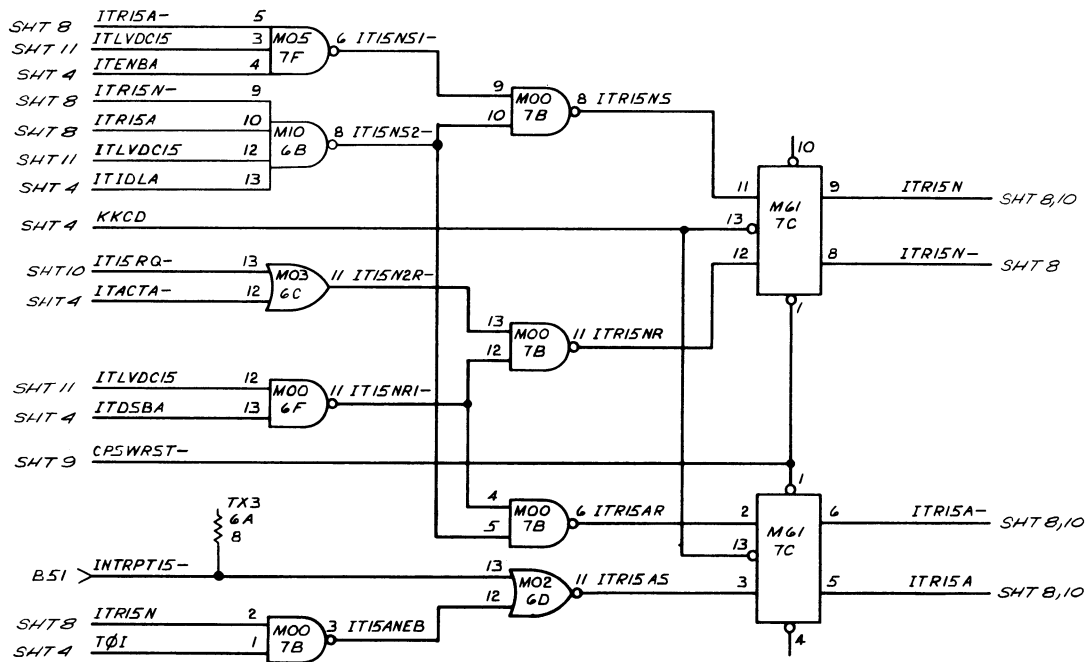 SHT 8 ITR15A- 5
SHT 11 ITLVDC15 3
SHT 4 ITENBA 4
M05
7F
6 IT15NS1-
SHT 8 ITR15N- 9
SHT 8 ITR15A 10
SHT 11 ITLVDC15 12
SHT 4 ITIDLA 13
M10
6B
8 IT15NS2-
9
10
M00
7B
8 ITR15NS
SHT 4 KKCD
10
11
13
12
M61
7C
9 ITR15N SHT 8,10
8 ITR15N- SHT 8
1
SHT10 IT15RQ- 13
SHT4 ITACTA- 12
M03
6C
11 IT15N2R-
13
12
M00
7B
11 ITR15NR
SHT 11 ITLVDC15 12
SHT 4 ITDSBA 13
M00
6F
11 IT15NR1-
SHT 9 CPSWRST-
TX3
6A
8
4
5
M00
7B
6 ITR15AR
B51 INTRPT15-
13
12
M02
6D
11 ITR15AS
SHT8 ITR15N 2
SHT 4 TØI 1
M00
7B
3 IT15ANEB
1
2
13
3
M61
7C
6 ITR15A- SHT 8,10
5 ITR15A SHT 8,10
4